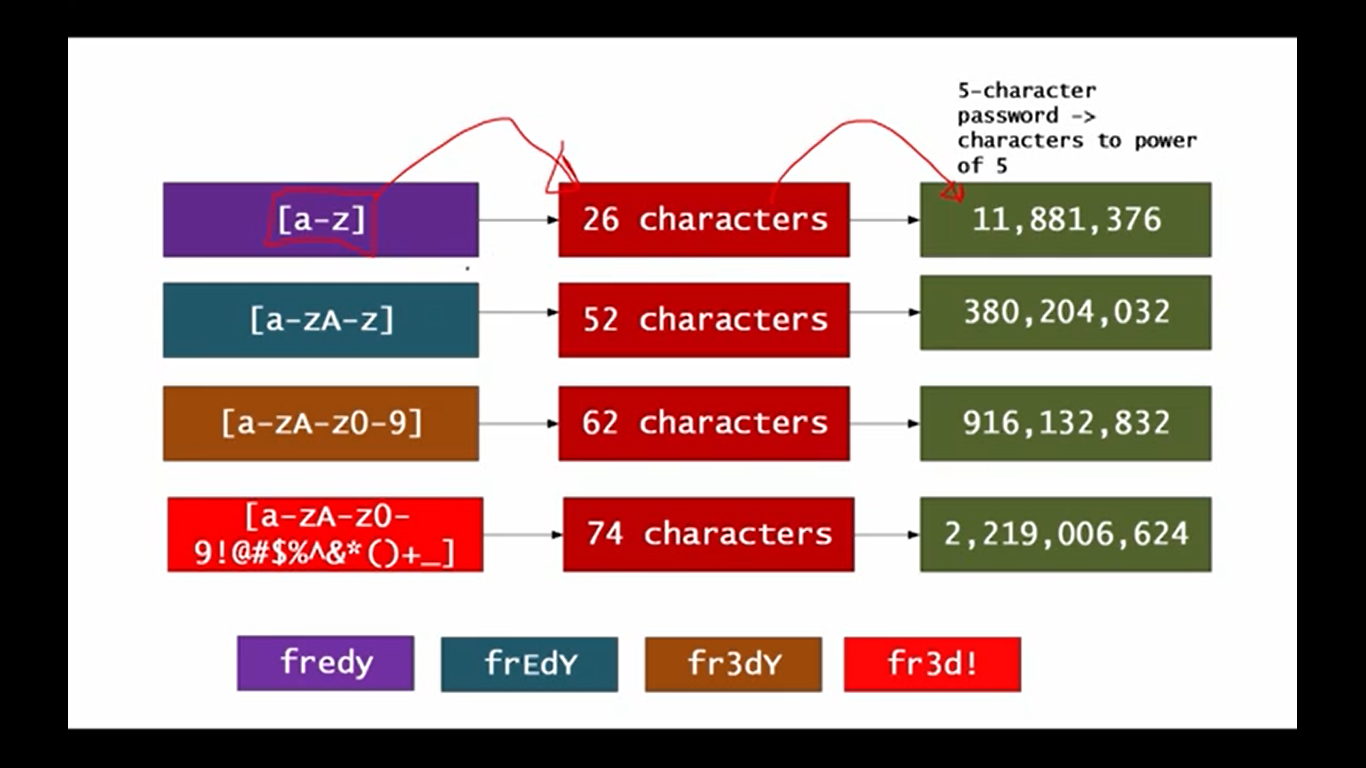 5-character
password ->
characters to power
of 5
[a-z]
26 characters
11,881,376
[a-zA-z]
52 characters
380,204,032
[a-zA-z0-9]
62 characters
916,132,832
[a-zA-z0-
9!@#$%^&*()+_]
74 characters
2,219,006,624
fredy
frEdY
fr3dY
fr3d!